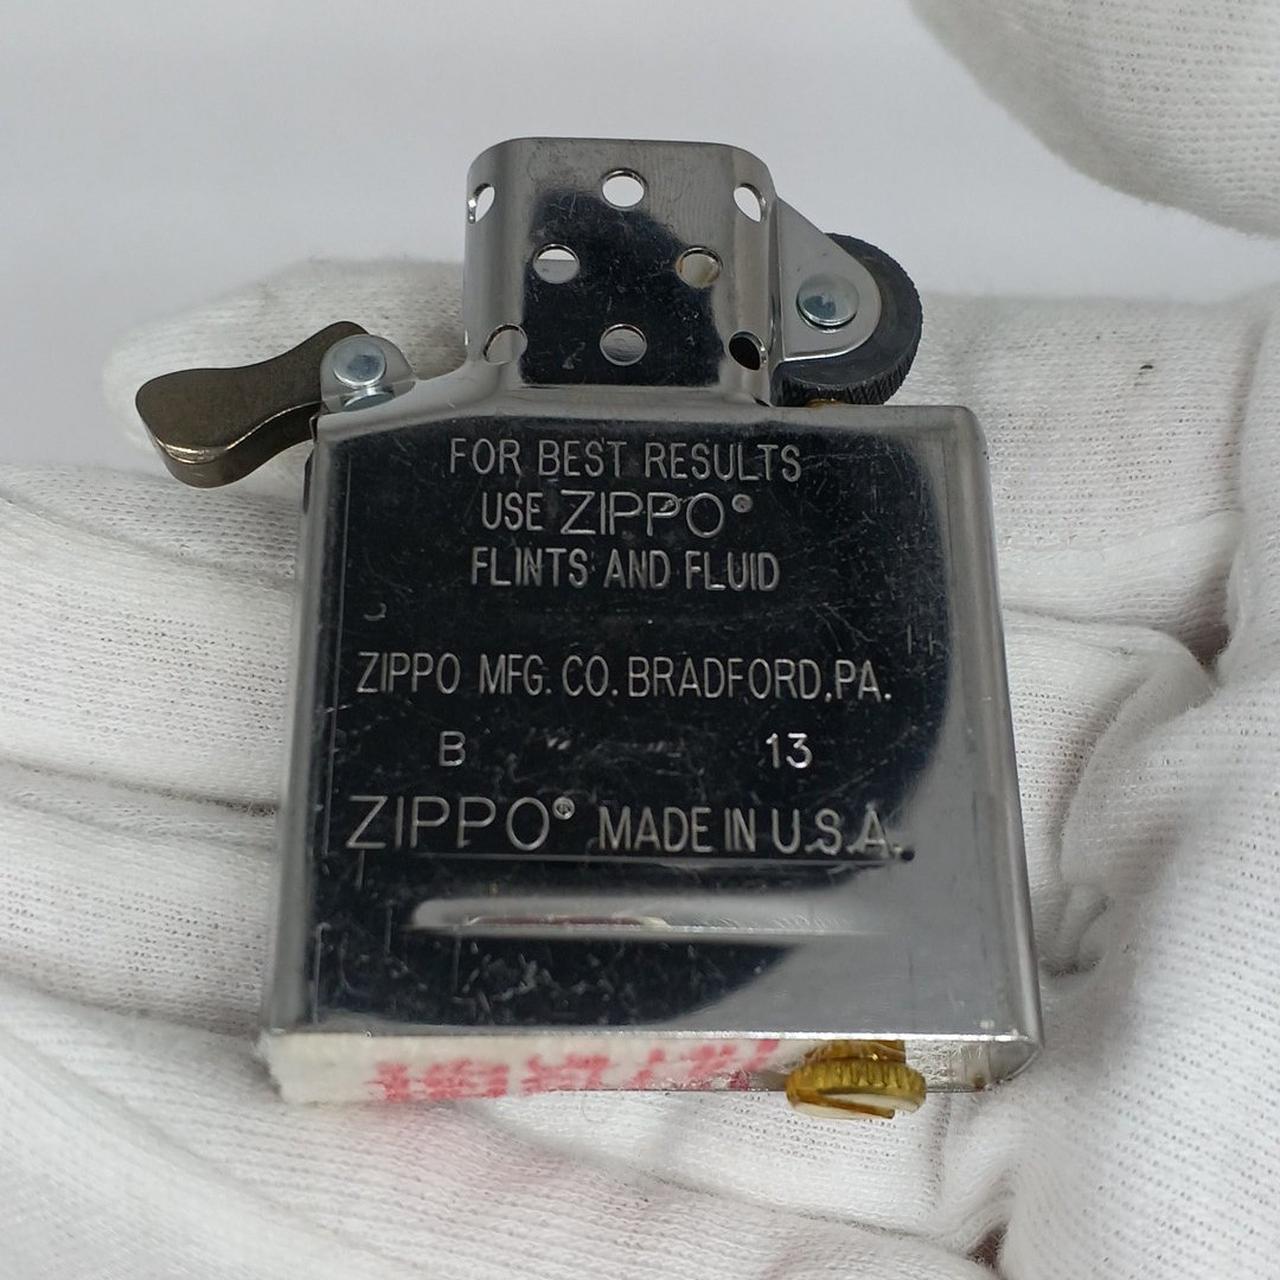 FOR BEST RESULTS
USE ZIPPO®
FLINTS AND FLUID
ZIPPO MFG. CO. BRADFORD, PA.
B 13
ZIPPO® MADE IN U.S.A.